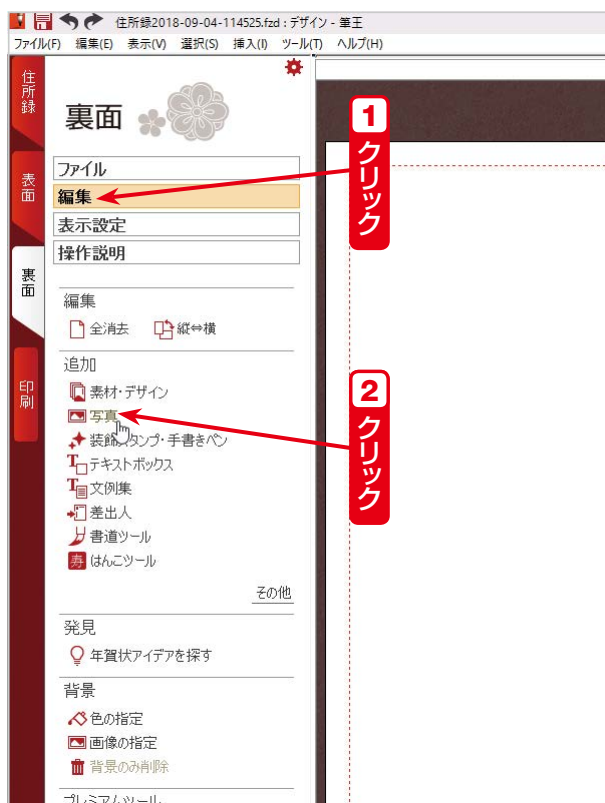 住所録2018-09-04-114525.fzd : デザイン - 筆王
ファイル(F) 編集(E) 表示(V) 選択(S) 挿入(I) ツール(T) ヘルプ(H)
住所録
表面
裏面
印刷
裏面
ファイル
編集
表示設定
操作説明
編集
全消去 縦⇔横
追加
素材・デザイン
写真
装飾スタンプ・手書きペン
テキストボックス
文例集
差出人
書道ツール
寿 はんこツール
その他
発見
年賀状アイデアを探す
背景
色の指定
画像の指定
背景のみ削除
プレミアムツール
1 クリック
2 クリック